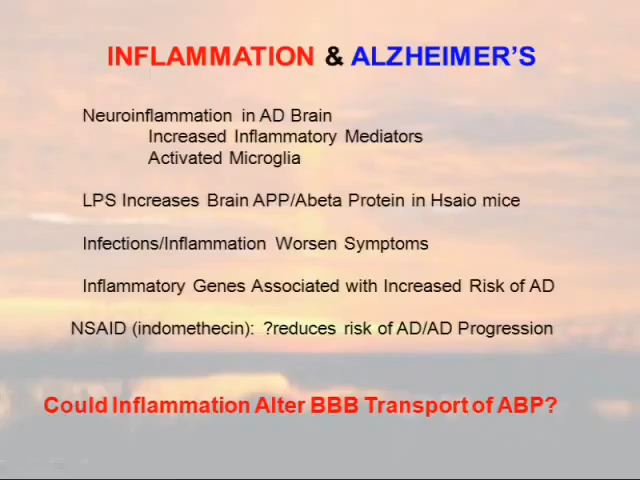 INFLAMMATION & ALZHEIMER'S
Neuroinflammation in AD Brain
Increased Inflammatory Mediators
Activated Microglia
LPS Increases Brain APP/Abeta Protein in Hsaio mice
Infections/Inflammation Worsen Symptoms
Inflammatory Genes Associated with Increased Risk of AD
NSAID (indomethecin): ?reduces risk of AD/AD Progression
Could Inflammation Alter BBB Transport of ABP?